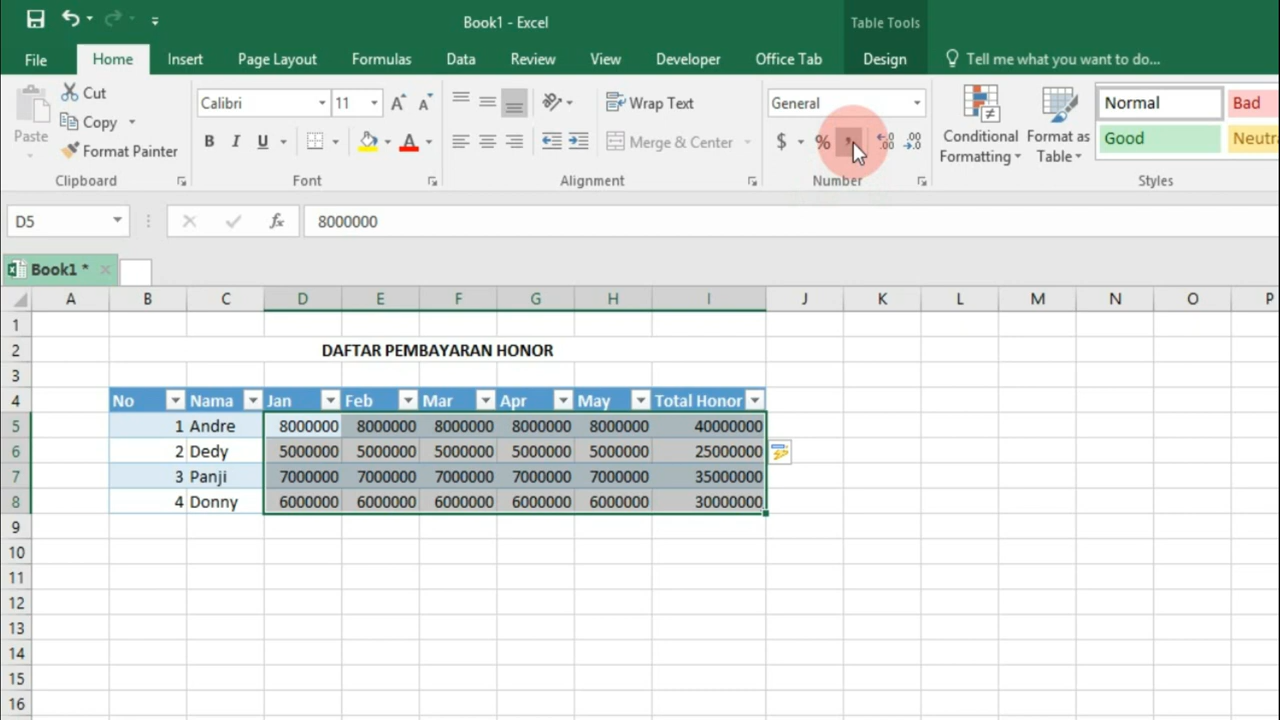 Book1 - Excel
Table Tools
File Home Insert Page Layout Formulas Data Review View Developer Office Tab Design Tell me what you want to do...
Paste
Cut
Copy
Format Painter
Clipboard
Calibri 11
B I U A
Font
Wrap Text
Merge & Center
Alignment
General
$ % ,
Number
Conditional Formatting
Format as Table
Normal Bad
Good Neutr
Styles
D5 fx 8000000
Book1 *
A B C D E F G H I J K L M N O P
1
2 DAFTAR PEMBAYARAN HONOR
3
4 No Nama Jan Feb Mar Apr May Total Honor
5 1 Andre 8000000 8000000 8000000 8000000 8000000 40000000
6 2 Dedy 5000000 5000000 5000000 5000000 5000000 25000000
7 3 Panji 7000000 7000000 7000000 7000000 7000000 35000000
8 4 Donny 6000000 6000000 6000000 6000000 6000000 30000000
9
10
11
12
13
14
15
16